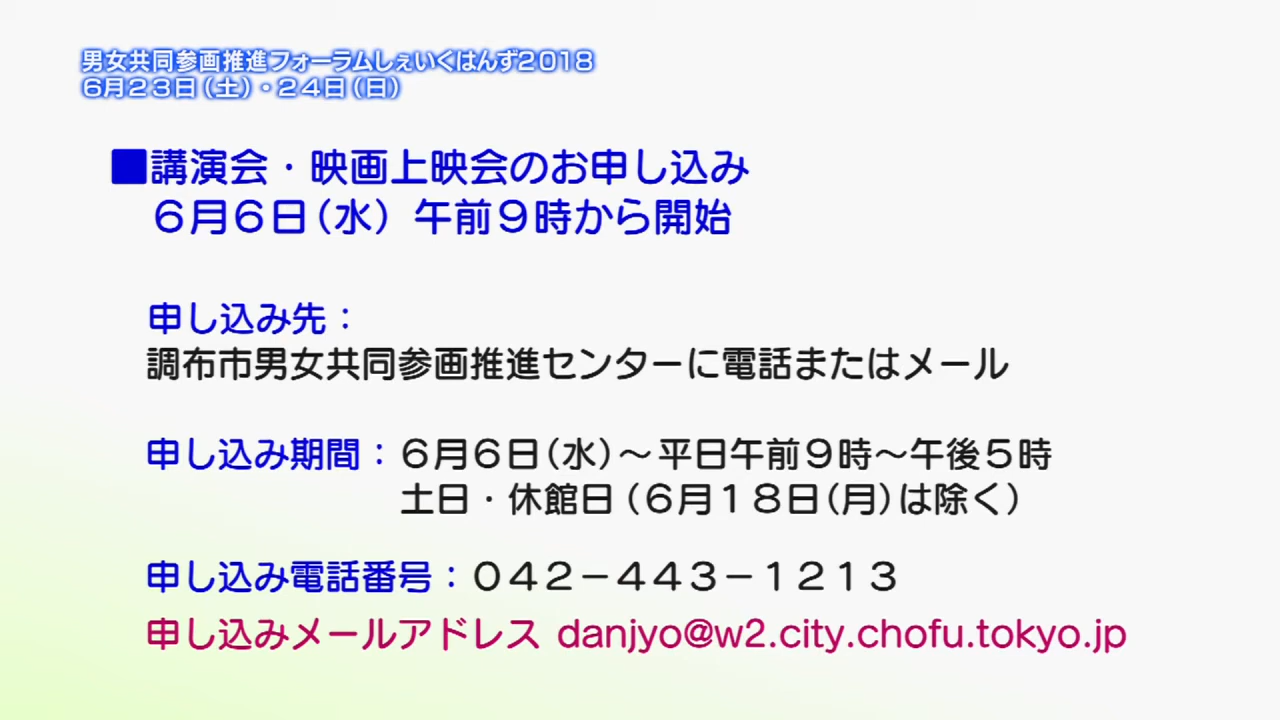 男女共同参画推進フォーラムしぇいくはんず2018
６月２３日（土）・２４日（日）
■講演会・映画上映会のお申し込み
６月６日（水） 午前９時から開始
申し込み先：
調布市男女共同参画推進センターに電話またはメール
申し込み期間：６月６日（水）～平日午前９時～午後５時
土日・休館日（６月１８日（月）は除く）
申し込み電話番号：０４２－４４３－１２１３
申し込みメールアドレス danjyo@w2.city.chofu.tokyo.jp